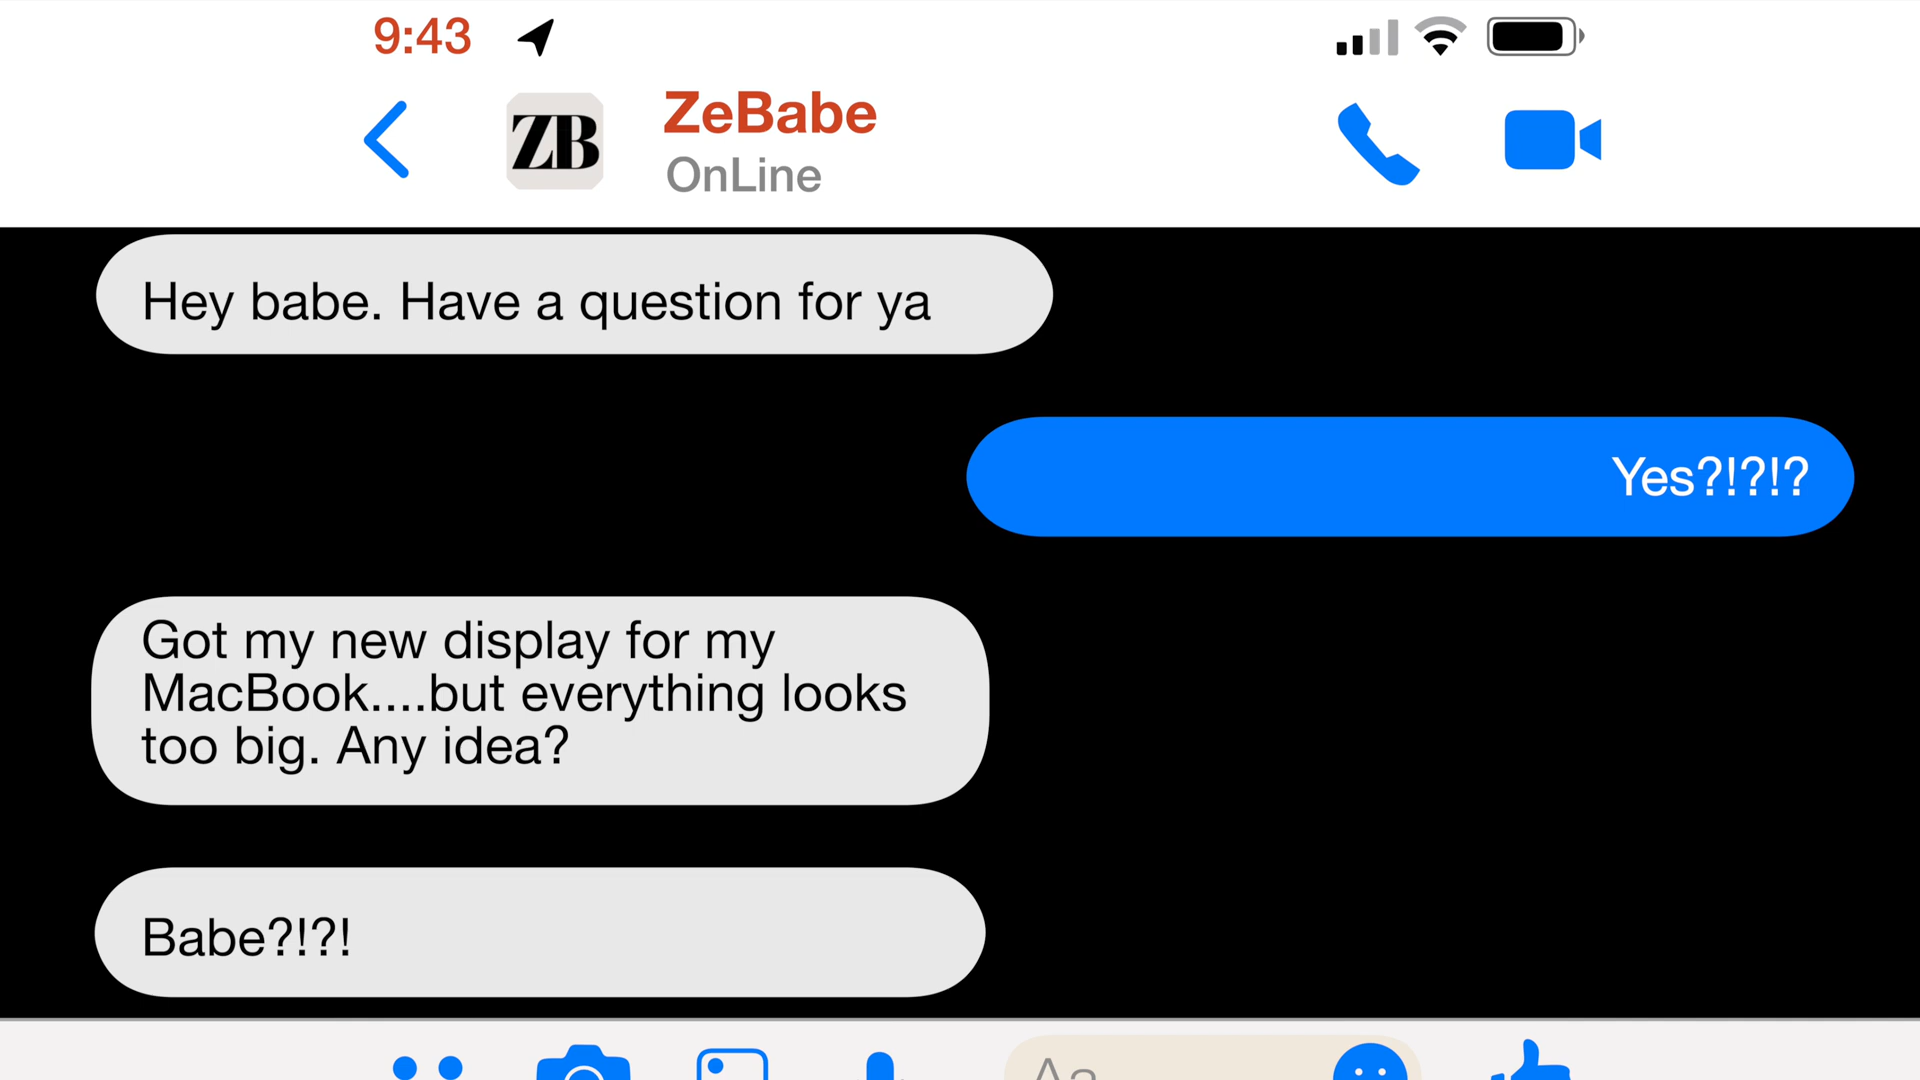 9:43
ZB
ZeBabe
OnLine
Hey babe. Have a question for ya
Yes?!?!?
Got my new display for my
MacBook....but everything looks
too big. Any idea?
Babe?!?!
Aa